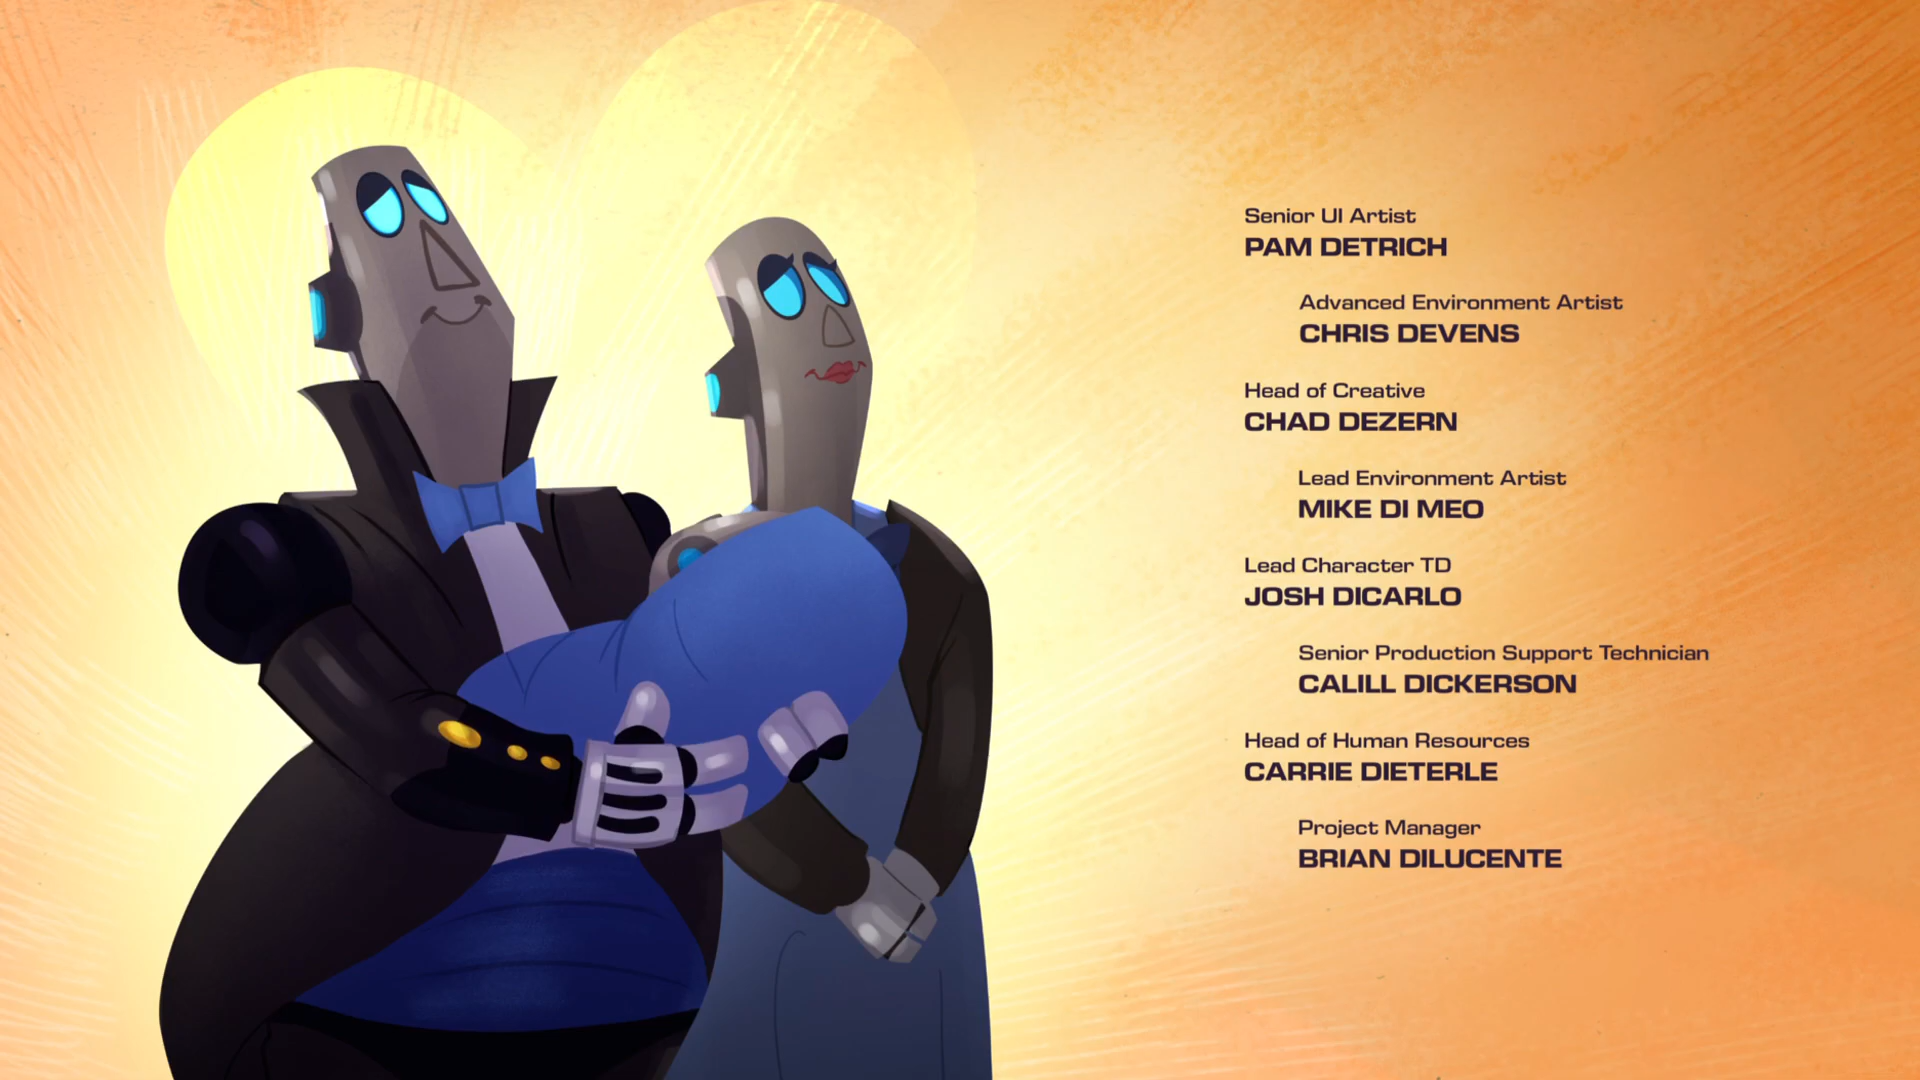 Senior UI Artist
PAM DETRICH
Advanced Environment Artist
CHRIS DEVENS
Head of Creative
CHAD DEZERN
Lead Environment Artist
MIKE DI MEO
Lead Character TD
JOSH DICARLO
Senior Production Support Technician
CALILL DICKERSON
Head of Human Resources
CARRIE DIETERLE
Project Manager
BRIAN DILUCENTE